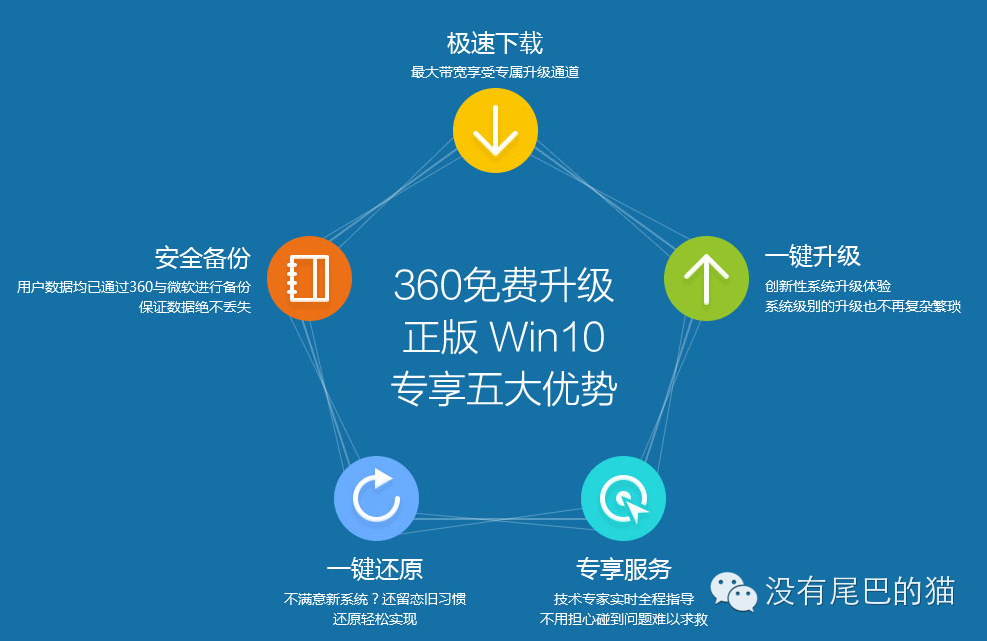 极速下载
最大带宽享受专属升级通道
安全备份
用户数据均已通过360与微软进行备份
保证数据绝不丢失
一键升级
创新性系统升级体验
系统级别的升级也不再复杂繁琐
360免费升级
正版 Win10
专享五大优势
一键还原
不满意新系统？还留恋旧习惯
还原轻松实现
专享服务
技术专家实时全程指导
不用担心碰到问题难以求救
没有尾巴的猫